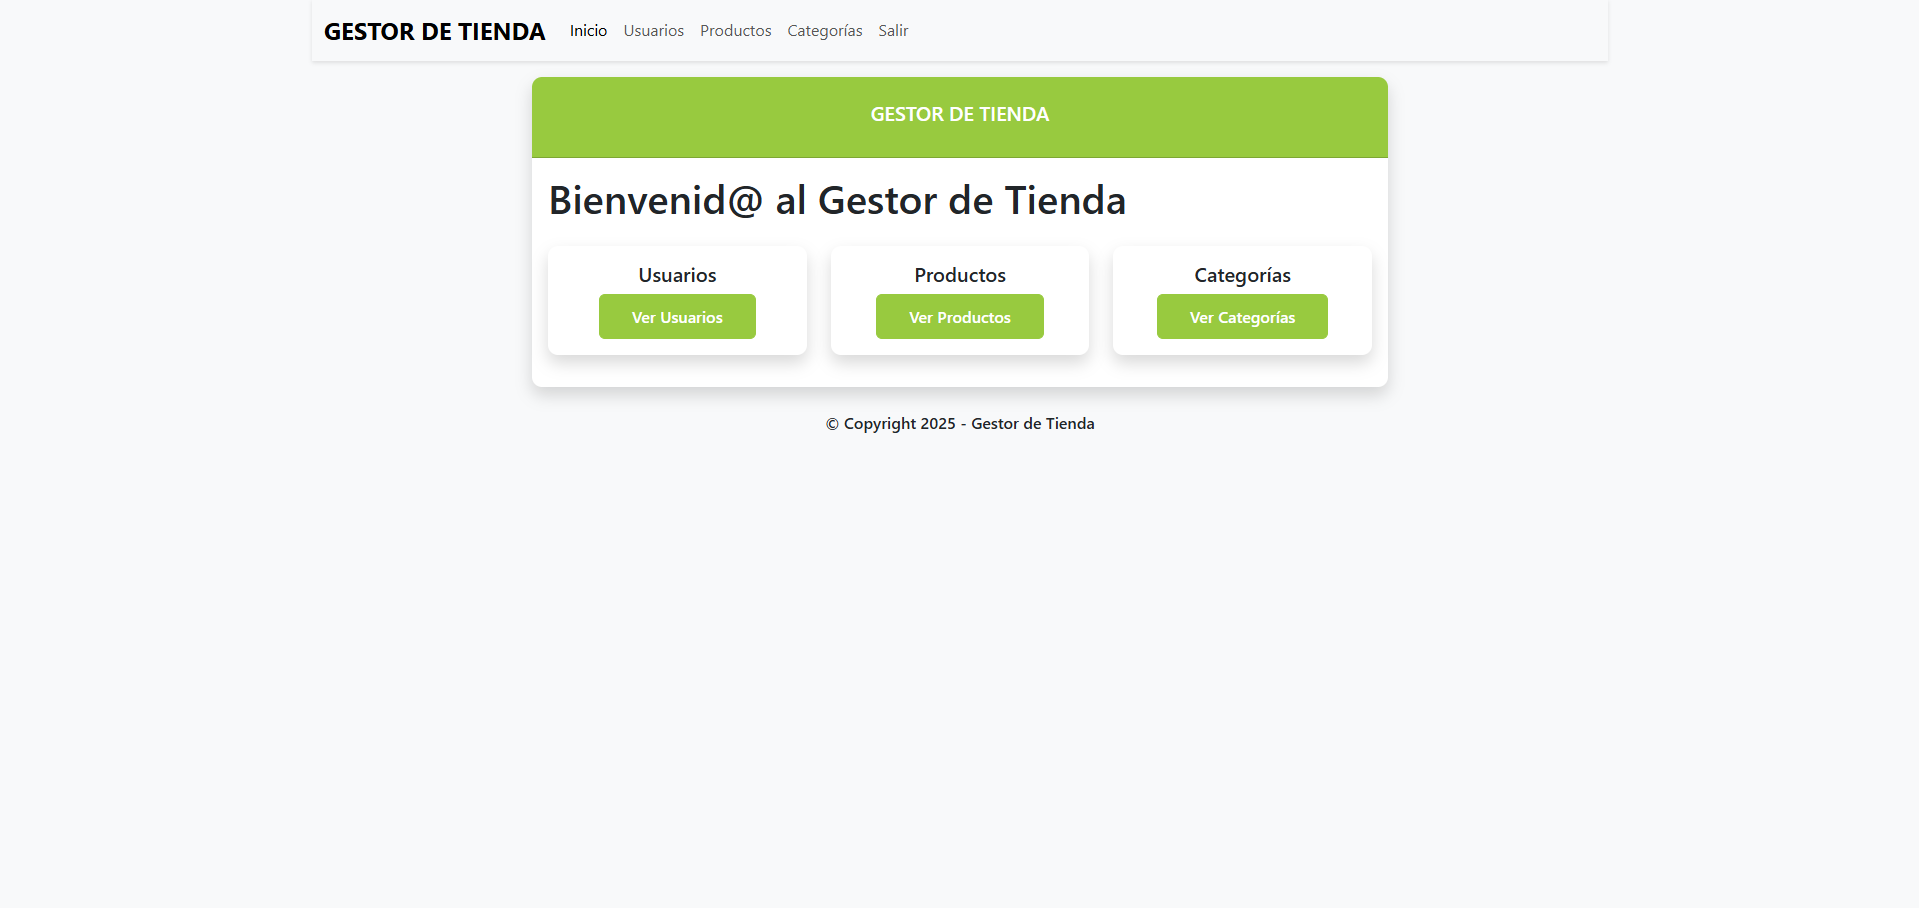 GESTOR DE TIENDA Inicio Usuarios Productos Categorías Salir
GESTOR DE TIENDA
Bienvenid@ al Gestor de Tienda
Usuarios Productos Categorías
Ver Usuarios Ver Productos Ver Categorías
© Copyright 2025 - Gestor de Tienda